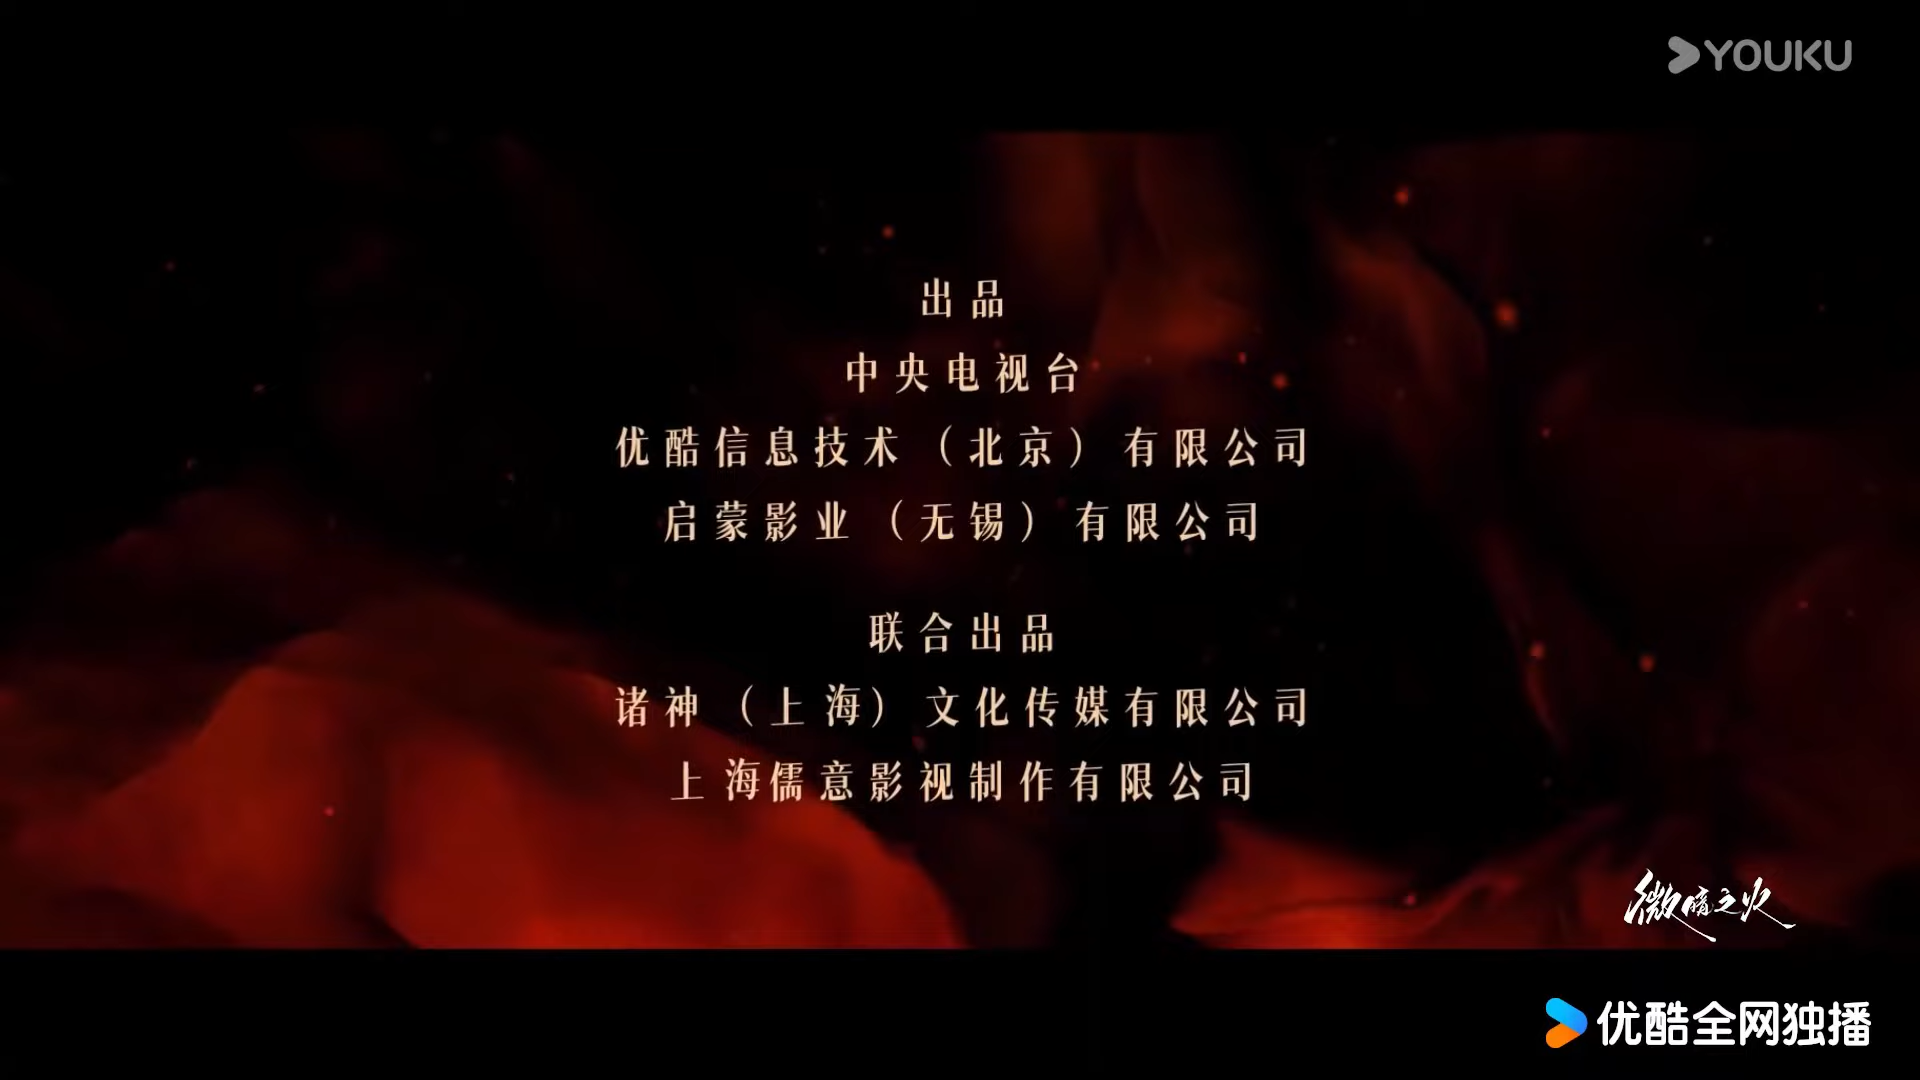 YOUKU
出品
中央电视台
优酷信息技术（北京）有限公司
启蒙影业（无锡）有限公司
联合出品
诸神（上海）文化传媒有限公司
上海儒意影视制作有限公司
微暗之火
优酷全网独播